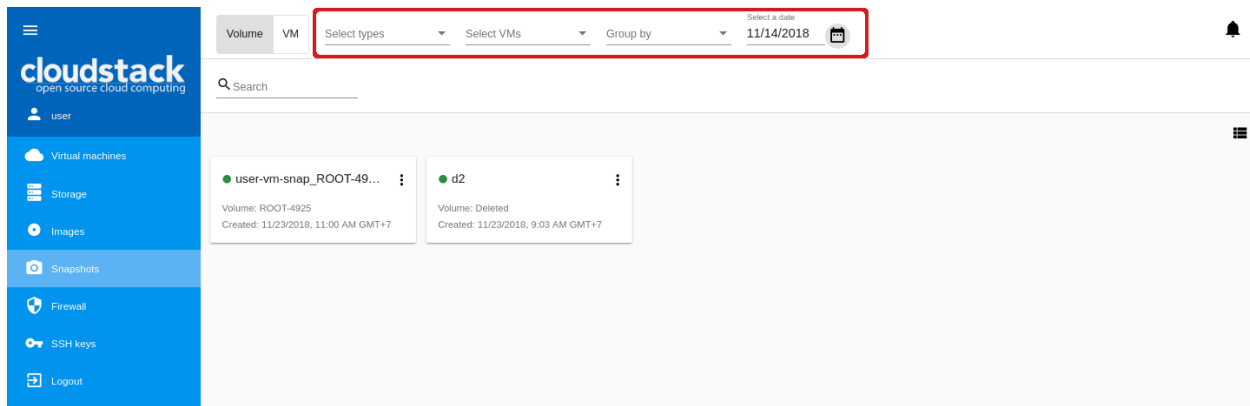 Volume
VM
Select types
Select VMs
Group by
Select a date
11/14/2018
cloudstack
open source cloud computing
Search
user
Virtual machines
Storage
Images
Snapshots
Firewall
SSH keys
Logout
user-vm-snap_ROOT-49...
Volume: ROOT-4925
Created: 11/23/2018, 11:00 AM GMT+7
d2
Volume: Deleted
Created: 11/23/2018, 9:03 AM GMT+7